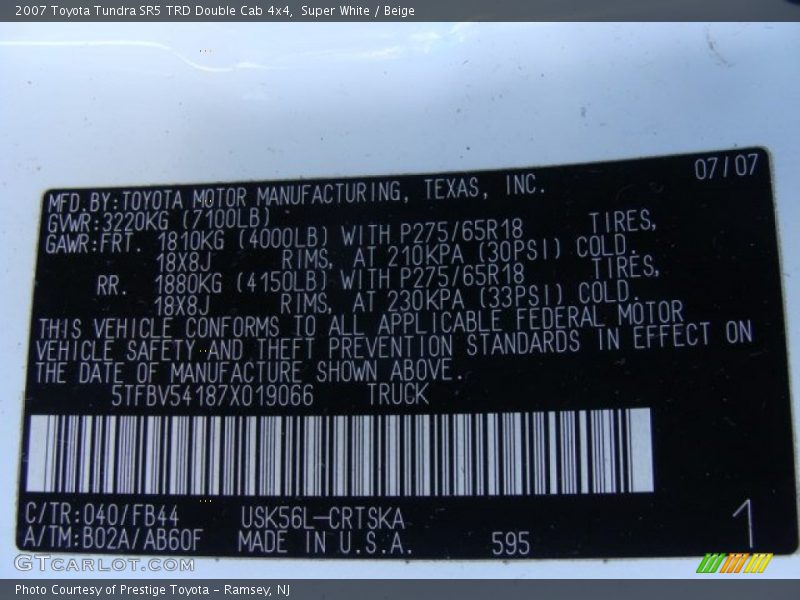 2007 Toyota Tundra SR5 TRD Double Cab 4x4, Super White / Beige
07/07
MFD.BY:TOYOTA MOTOR MANUFACTURING, TEXAS, INC.
GVWR:3220KG (7100LB)
GAWR:FRT. 1810KG (4000LB) WITH P275/65R18 TIRES,
18X8J RIMS, AT 210KPA (30PSI) COLD.
RR. 1880KG (4150LB) WITH P275/65R18 TIRES,
18X8J RIMS, AT 230KPA (33PSI) COLD.
THIS VEHICLE CONFORMS TO ALL APPLICABLE FEDERAL MOTOR
VEHICLE SAFETY AND THEFT PREVENTION STANDARDS IN EFFECT ON
THE DATE OF MANUFACTURE SHOWN ABOVE.
5TFBV54187X019066 TRUCK
C/TR:040/FB44 USK56L-CRTSKA
A/TM:B02A/AB60F MADE IN U.S.A. 595
1
GTCARLOT.COM
Photo Courtesy of Prestige Toyota - Ramsey, NJ